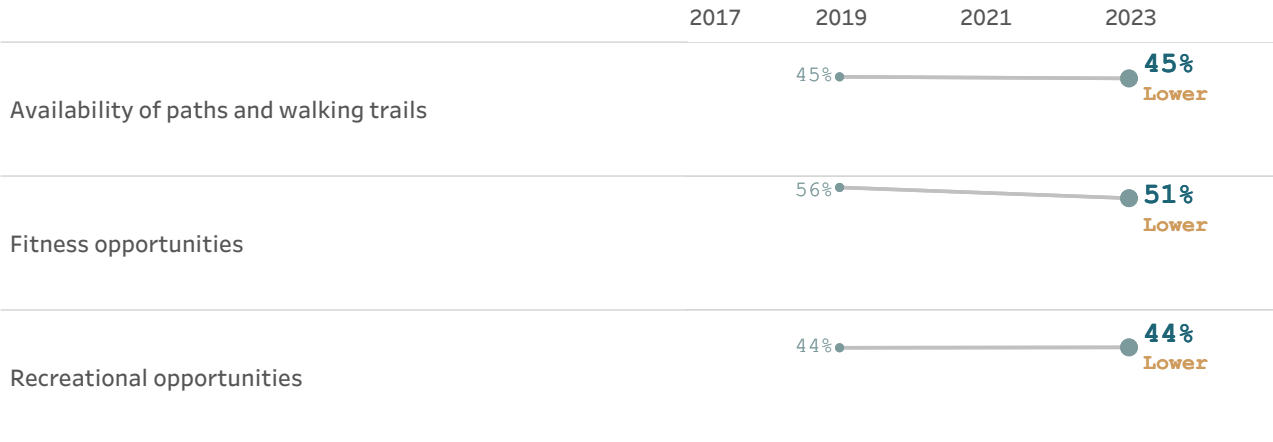 2017 2019 2021 2023
45% 45%
Lower
Availability of paths and walking trails
56% 51%
Lower
Fitness opportunities
44% 44%
Lower
Recreational opportunities